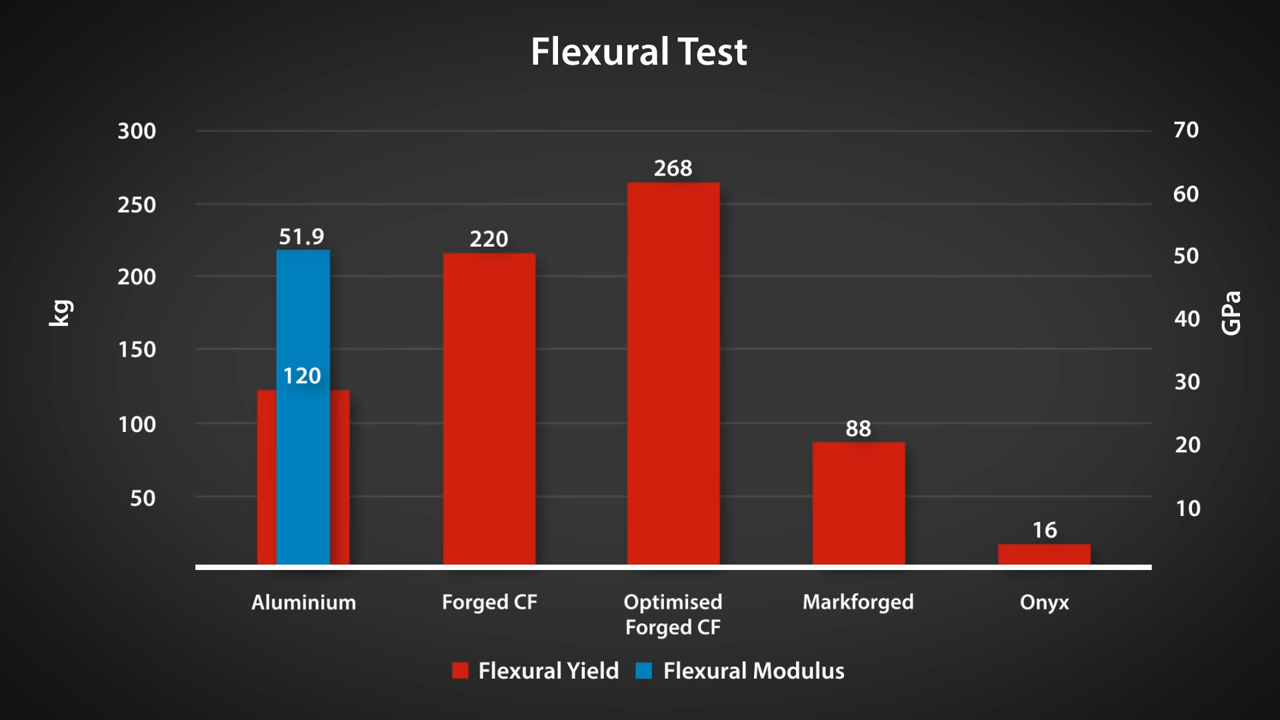 Flexural Test
300
250
200
150
100
50
kg
70
60
50
40
30
20
10
GPa
51.9
120
220
268
88
16
Aluminium
Forged CF
Optimised
Forged CF
Markforged
Onyx
Flexural Yield
Flexural Modulus